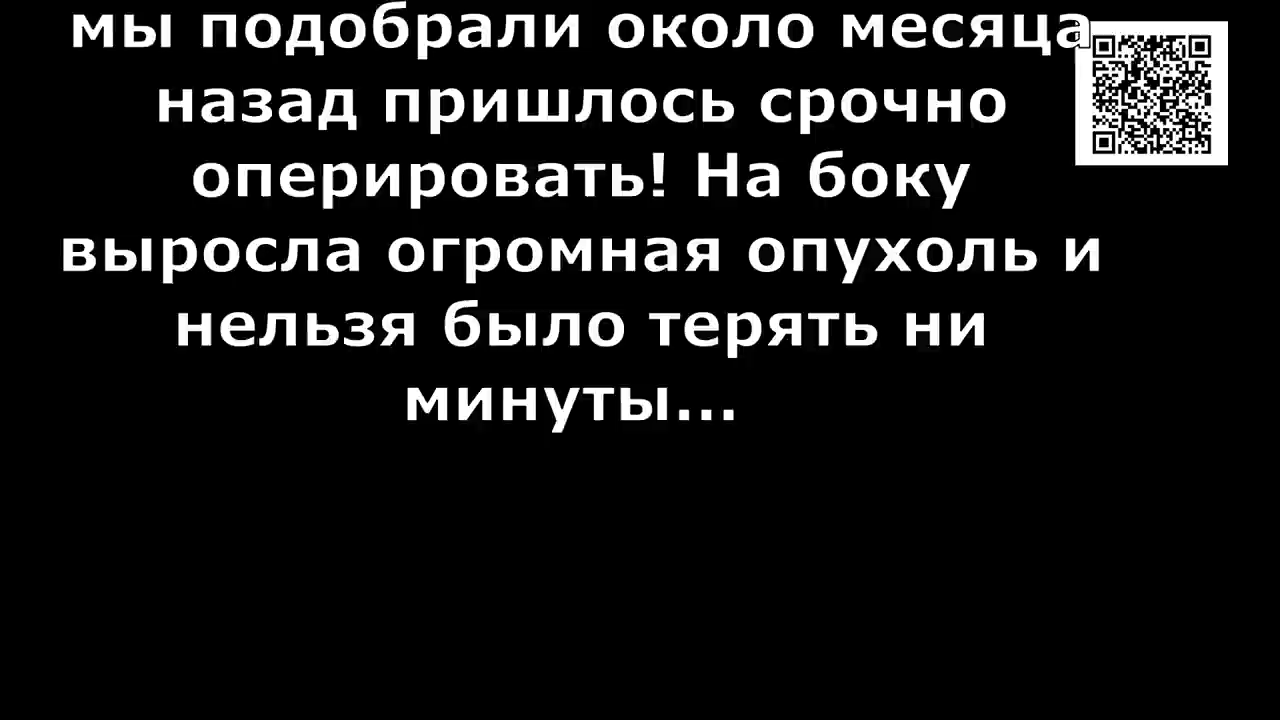 мы подобрали около месяца
назад пришлось срочно
оперировать! На боку
выросла огромная опухоль и
нельзя было терять ни
минуты...